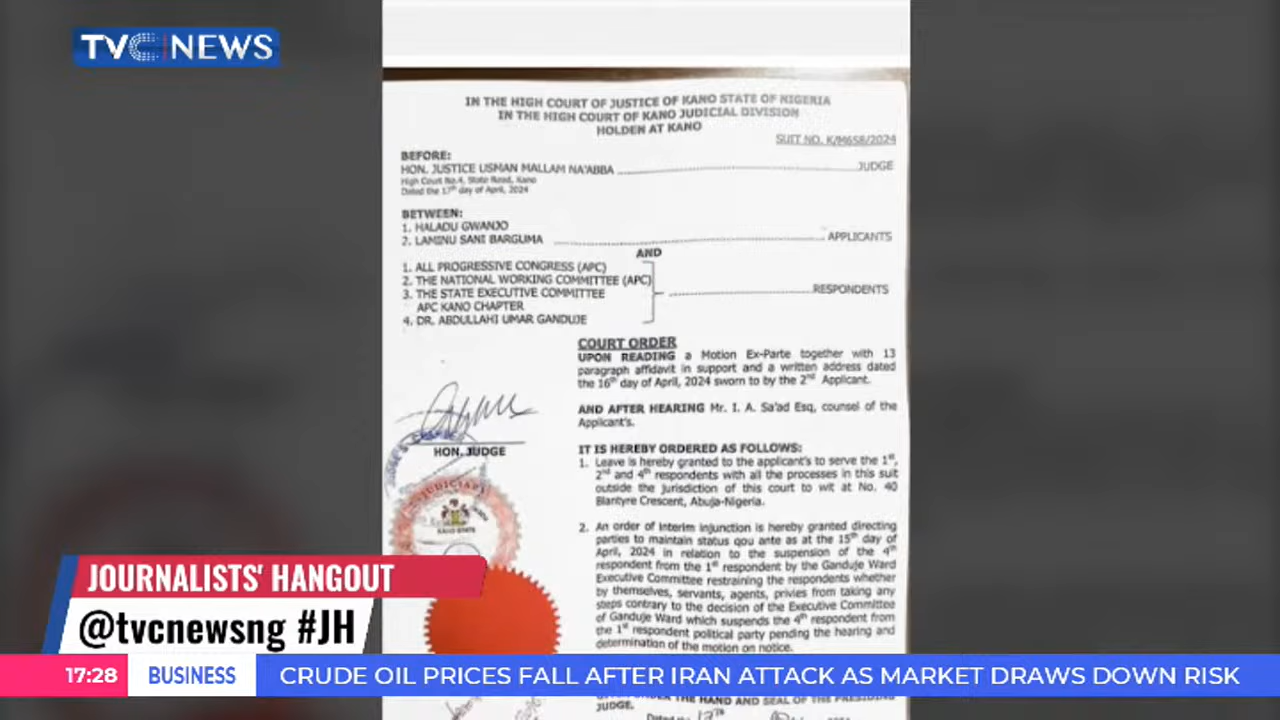 TVC NEWS
IN THE HIGH COURT OF JUSTICE OF KANO STATE OF NIGERIA
IN THE HIGH COURT OF KANO JUDICIAL DIVISION
HOLDEN AT KANO
SUIT NO. K/M658/2024
BEFORE:
HON. JUSTICE USMAN MALLAM NA'ABBA JUDGE
High Court No.4, State Road, Kano
Dated the 17th day of April, 2024
BETWEEN:
1. HALADU GWANJO
2. LAMINU SANI BARGUMA APPLICANTS
AND
1. ALL PROGRESSIVE CONGRESS (APC)
2. THE NATIONAL WORKING COMMITTEE (APC)
3. THE STATE EXECUTIVE COMMITTEE RESPONDENTS
APC KANO CHAPTER
4. DR. ABDULLAHI UMAR GANDUJE
COURT ORDER
UPON READING a Motion Ex-Parte together with 13
paragraph affidavit in support and a written address dated
the 16th day of April, 2024 sworn to by the 2nd Applicant.
AND AFTER HEARING Mr. I. A. Sa'ad Esq, counsel of the
Applicant's.
HON. JUDGE
JUDICIARY
KANO STATE
IT IS HEREBY ORDERED AS FOLLOWS:
1. Leave is hereby granted to the applicant's to serve the 1st,
2nd and 4th respondents with all the processes in this suit
outside the jurisdiction of this court to wit at No. 40
Blantyre Crescent, Abuja-Nigeria.
2. An order of Interim injunction is hereby granted directing
parties to maintain status qou ante as at the 15th day of
April, 2024 in relation to the suspension of the 4th
respondent from the 1st respondent by the Ganduje Ward
Executive Committee restraining the respondents whether
by themselves, servants, agents, privies from taking any
steps contrary to the decision of the Executive Committee
of Ganduje Ward which suspends the 4th respondent from
the 1st respondent political party pending the hearing and
determination of the motion on notice.
UNDER THE HAND AND SEAL OF THE PRESIDING
JUDGE.
JOURNALISTS' HANGOUT
@tvcnewsng #JH
17:28 BUSINESS CRUDE OIL PRICES FALL AFTER IRAN ATTACK AS MARKET DRAWS DOWN RISK